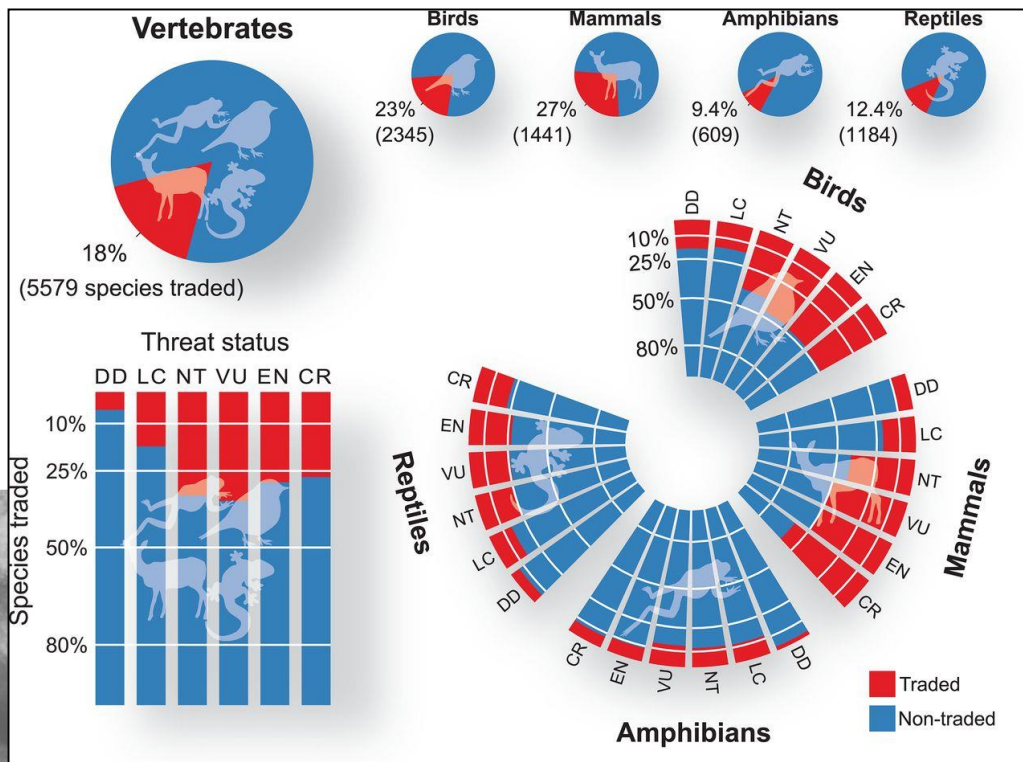 Vertebrates
18%
(5579 species traded)
Birds
23%
(2345)
Mammals
27%
(1441)
Amphibians
9.4%
(609)
Reptiles
12.4%
(1184)
Threat status
DD LC NT VU EN CR
Species traded
10%
25%
50%
80%
Birds
DD
LC
NT
VU
EN
CR
10%
25%
50%
80%
Mammals
DD
LC
NT
VU
EN
CR
Amphibians
CR
EN
VU
NT
LC
DD
Reptiles
CR
EN
VU
NT
LC
DD
Traded
Non-traded